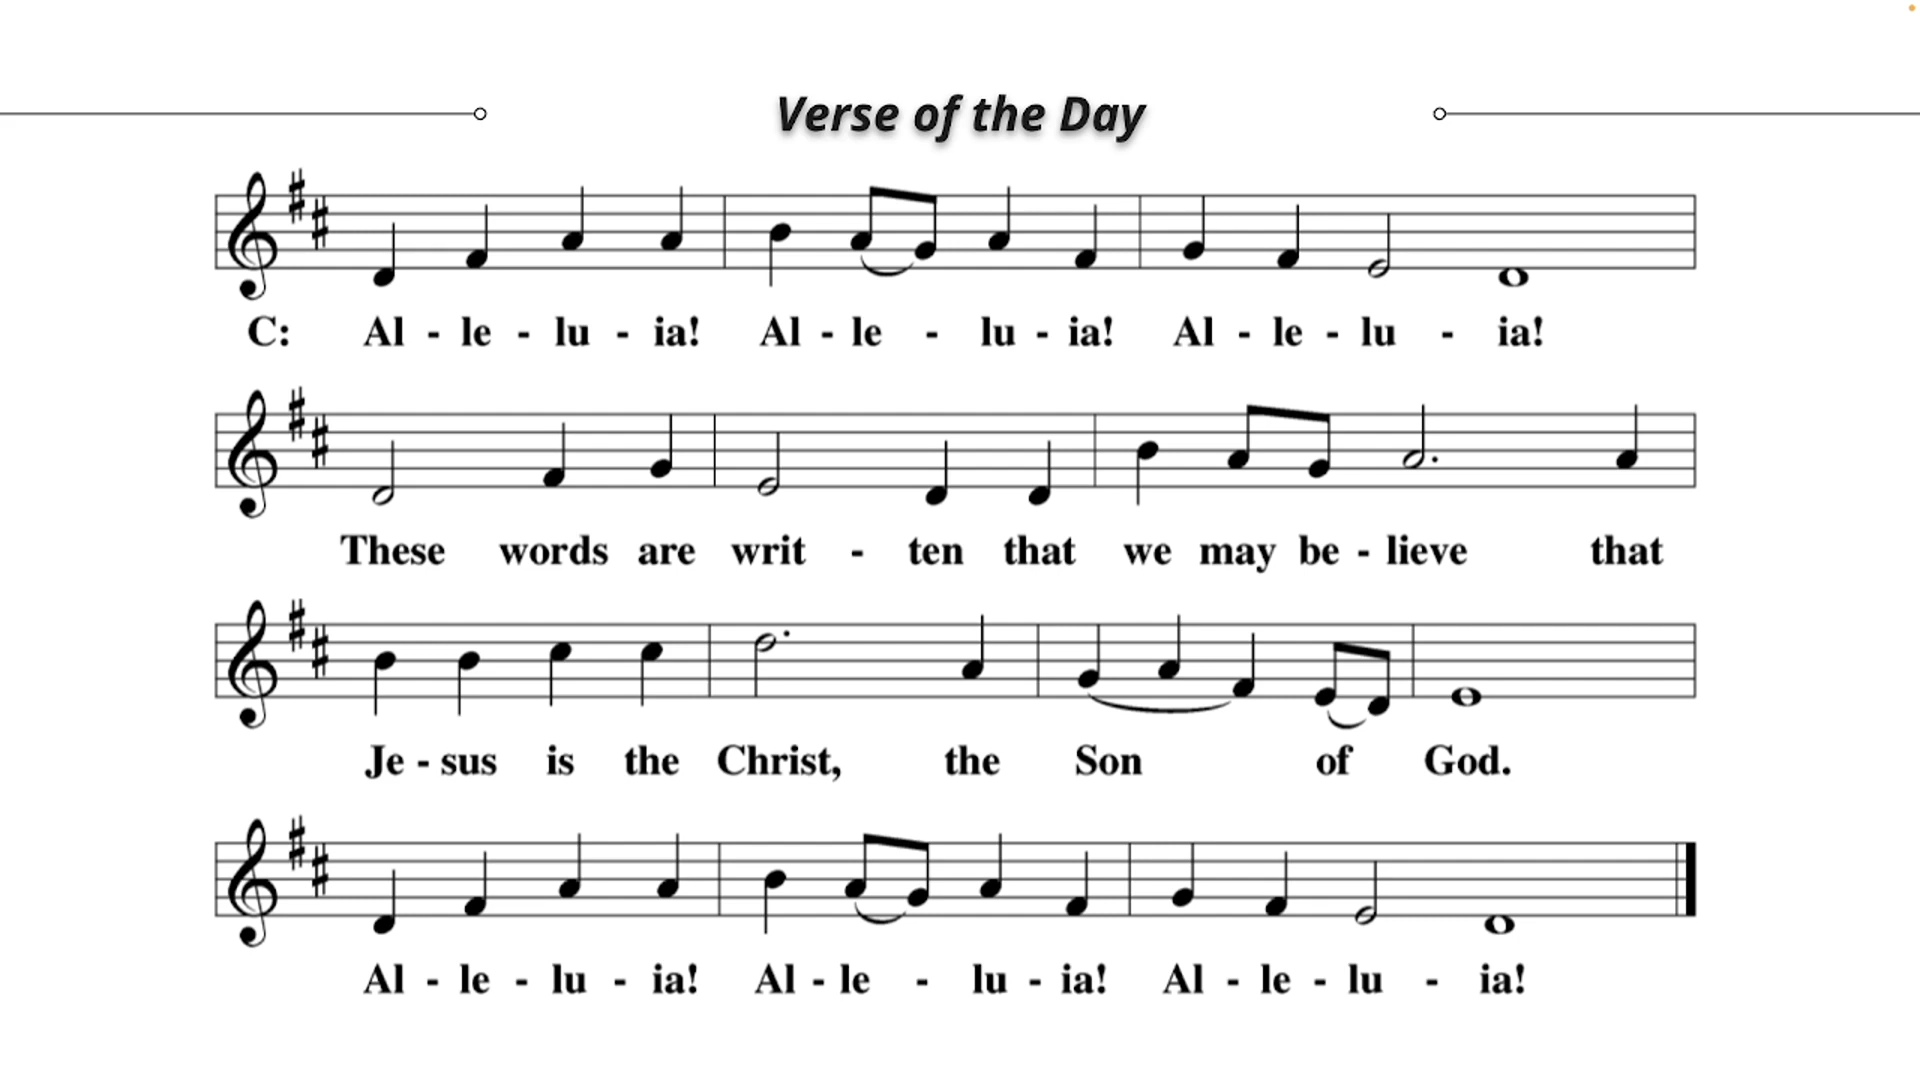 Verse of the Day
C: Al - le - lu - ia! Al - le - lu - ia! Al - le - lu - ia!
These words are writ - ten that we may be - lieve that
Je - sus is the Christ, the Son of God.
Al - le - lu - ia! Al - le - lu - ia! Al - le - lu - ia!